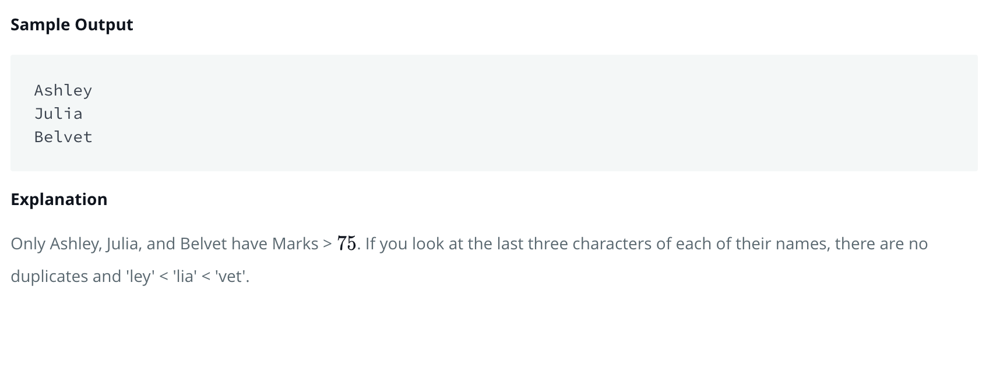 Sample Output
Ashley
Julia
Belvet
Explanation
Only Ashley, Julia, and Belvet have Marks > 75. If you look at the last three characters of each of their names, there are no
duplicates and 'ley' < 'lia' < 'vet'.